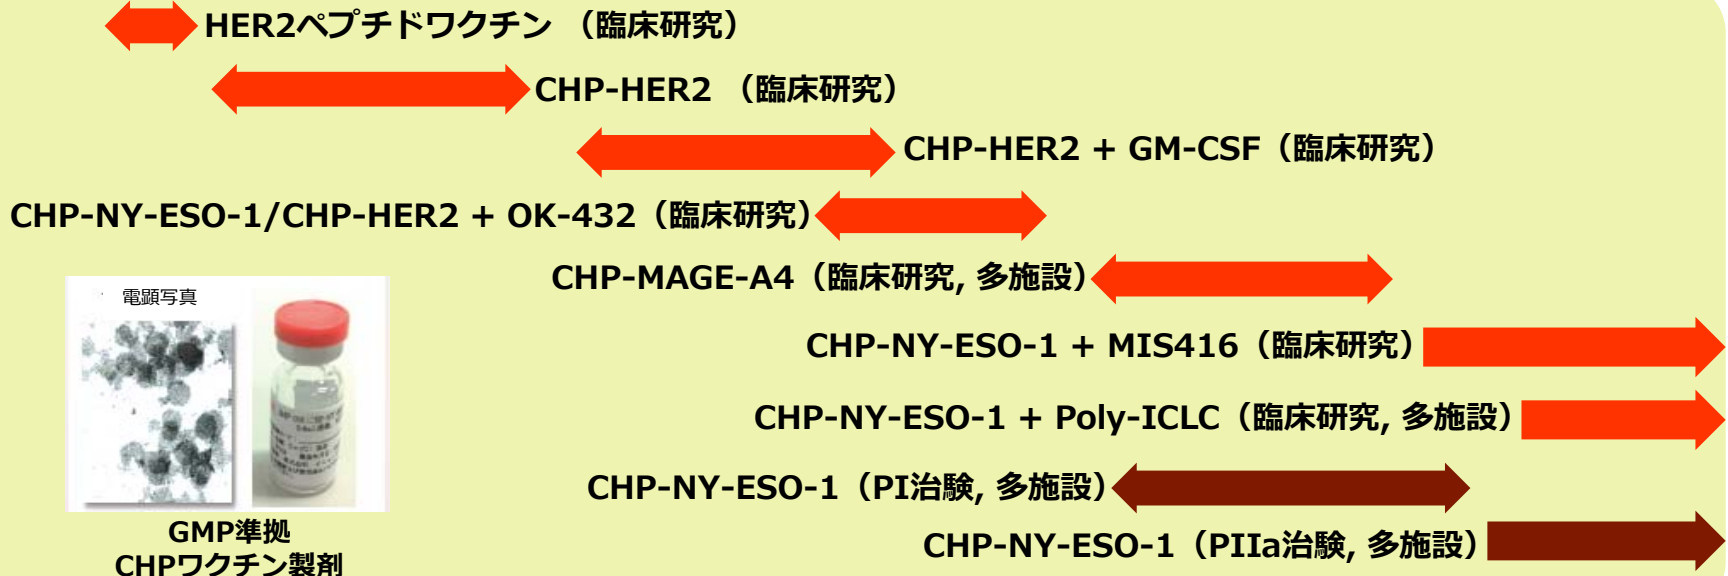 HER2ペプチドワクチン （臨床研究）
CHP-HER2 （臨床研究）
CHP-HER2 + GM-CSF（臨床研究）
CHP-NY-ESO-1/CHP-HER2 + OK-432（臨床研究）
CHP-MAGE-A4（臨床研究, 多施設）
電顕写真
CHP-NY-ESO-1 + MIS416（臨床研究）
CHP-NY-ESO-1 + Poly-ICLC（臨床研究, 多施設）
CHP-NY-ESO-1（PI治験, 多施設）
CHP-NY-ESO-1（PIIa治験, 多施設）
GMP準拠
CHPワクチン製剤